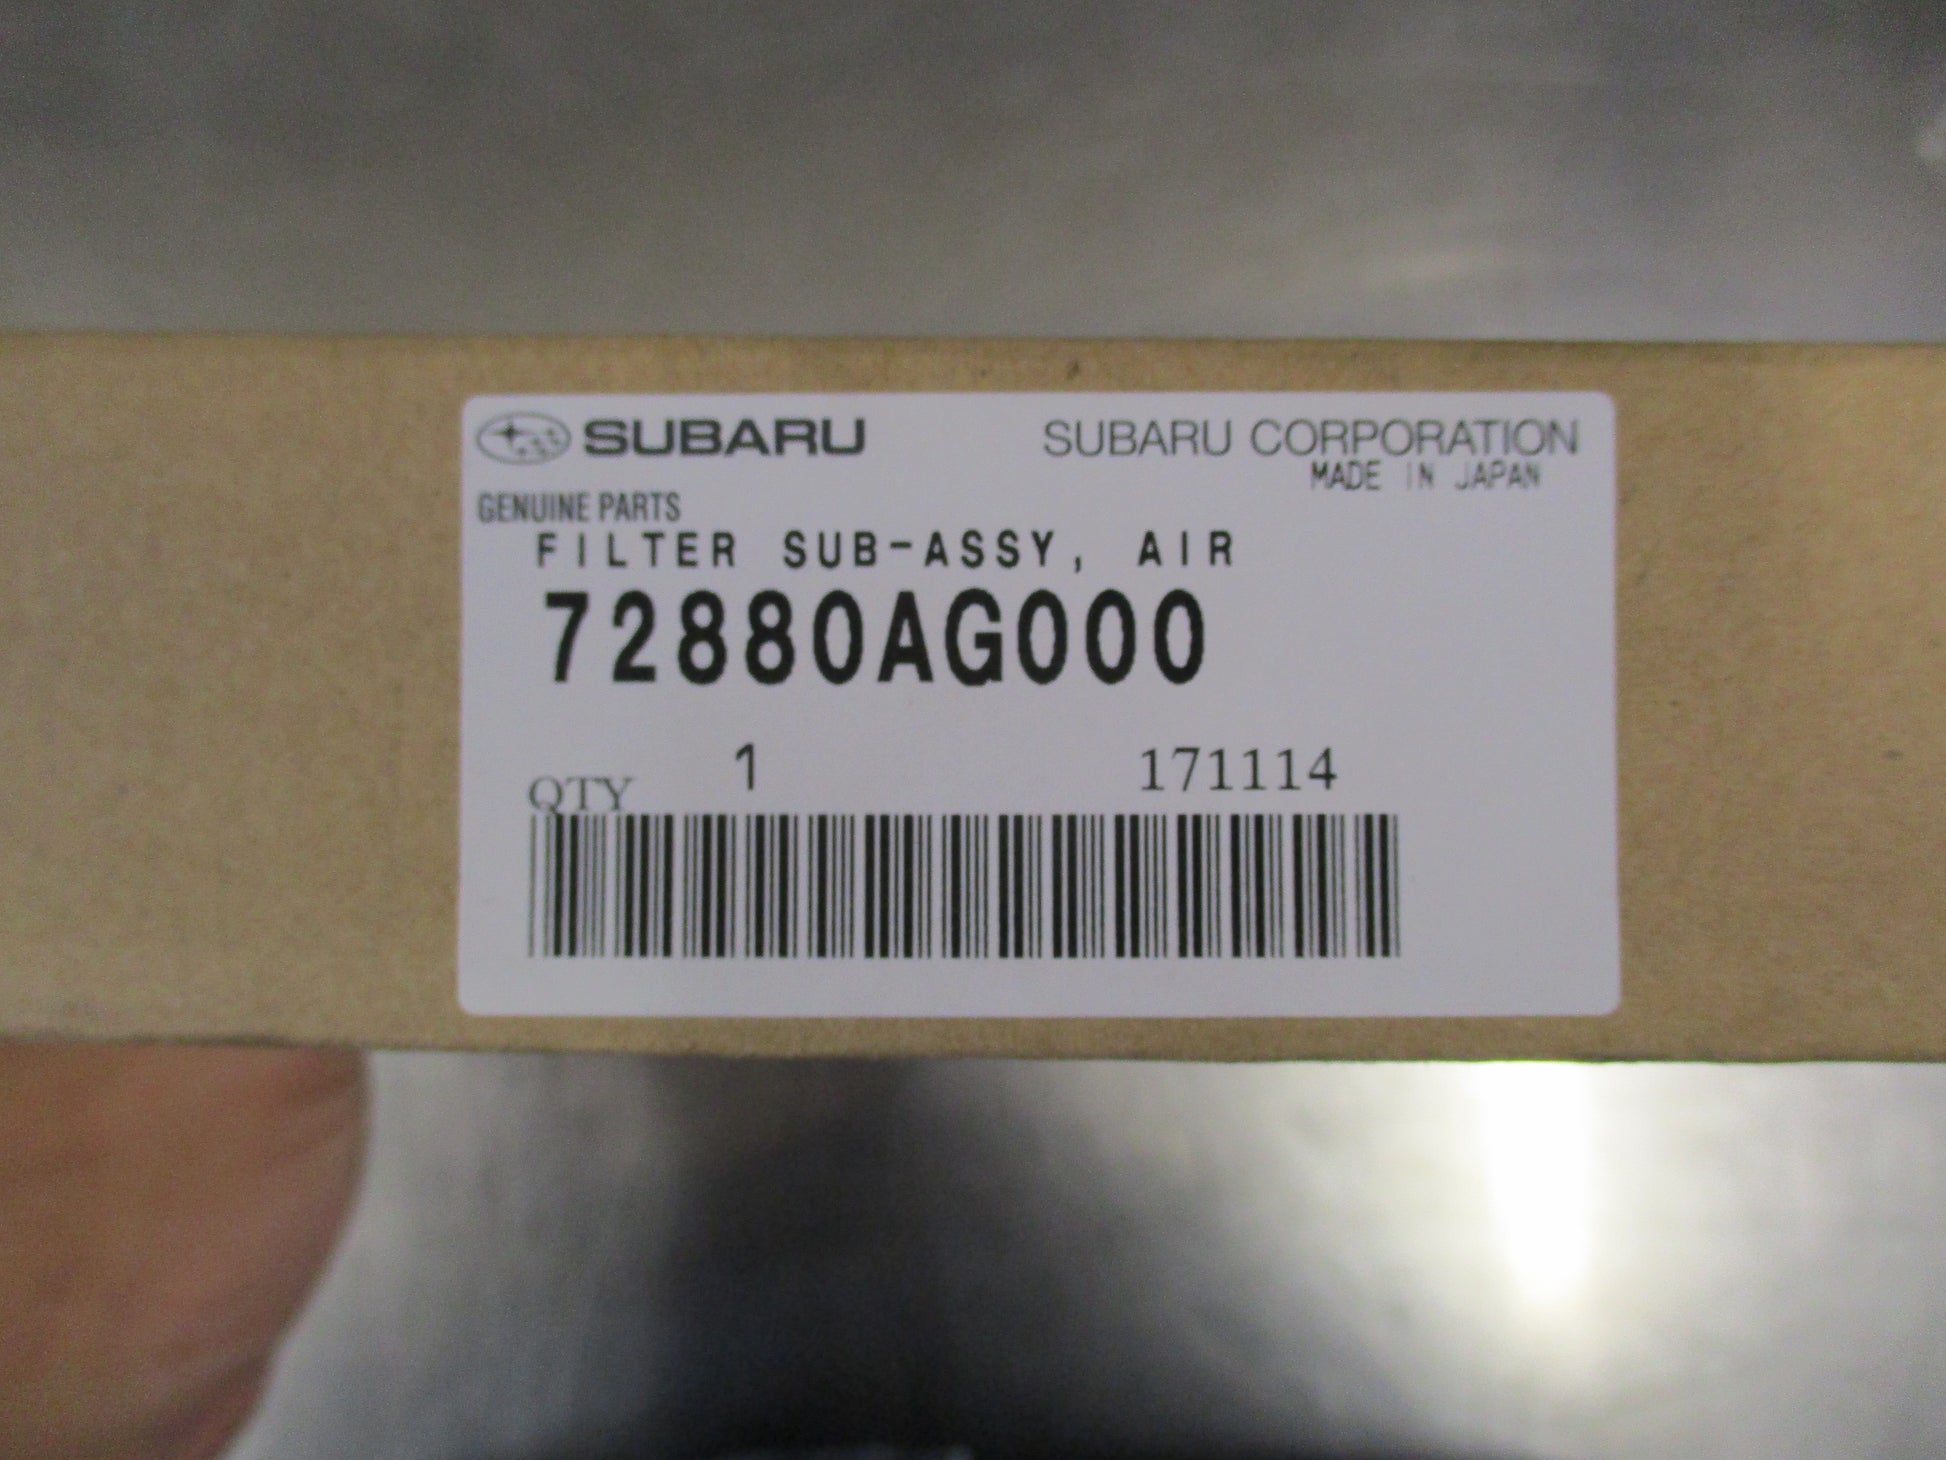 SUBARU SUBARU CORPORATION
MADE IN JAPAN
GENUINE PARTS
FILTER SUB-ASSY, AIR
72880AG000
QTY 1 171114